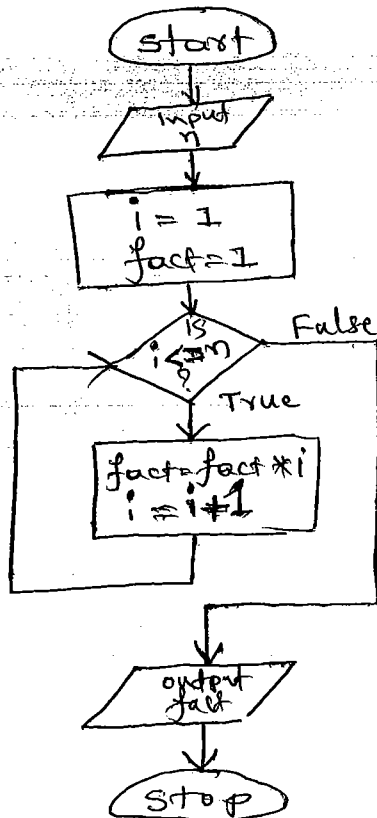 start
input
n
i = 1
fact = 1
is
i <= n
?
False
True
fact = fact * i
i = i + 1
output
fact
stop